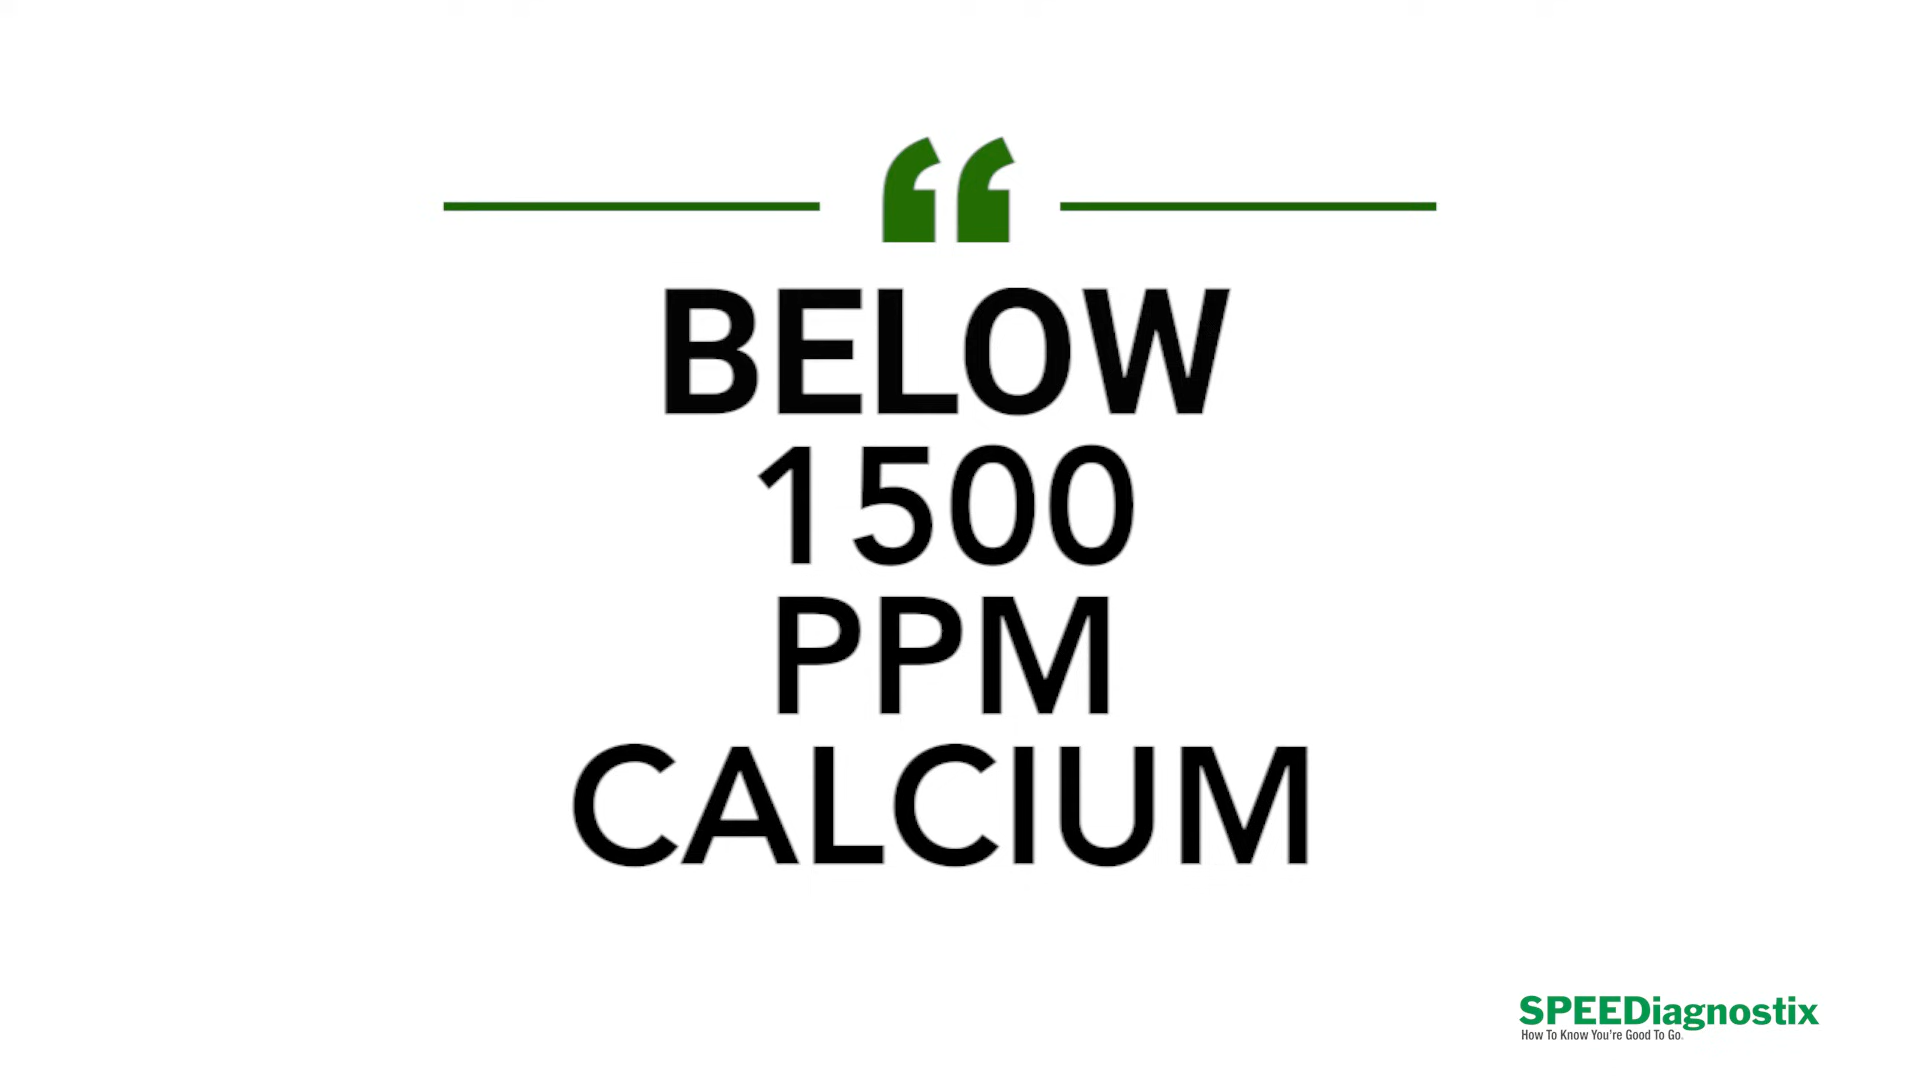 “
BELOW
1500
PPM
CALCIUM
SPEEDiagnostix
How To Know You're Good To Go.